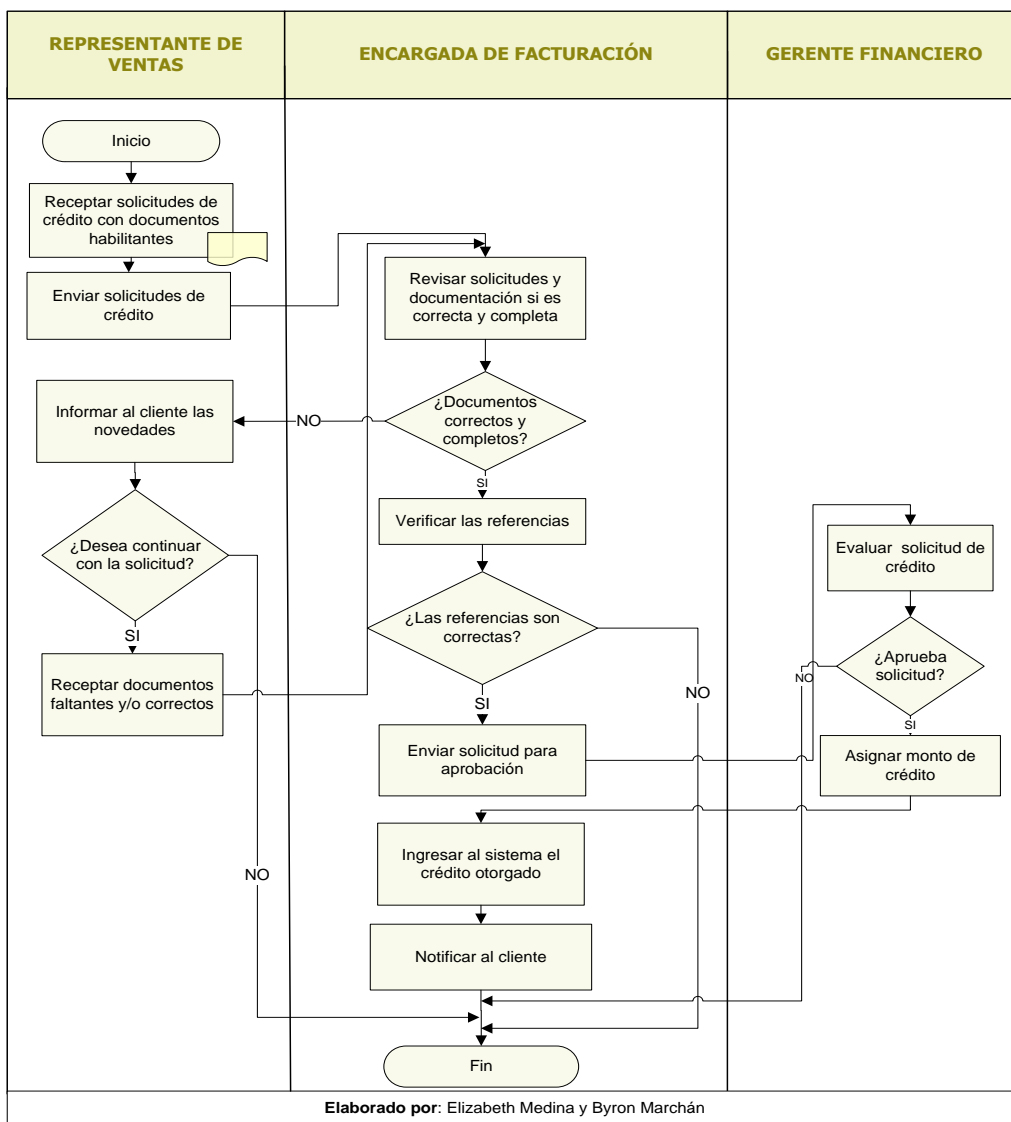 REPRESENTANTE DE
VENTAS
ENCARGADA DE FACTURACIÓN
GERENTE FINANCIERO
Inicio
Receptar solicitudes de
crédito con documentos
habilitantes
Enviar solicitudes de
crédito
Revisar solicitudes y
documentación si es
correcta y completa
¿Documentos
correctos y
completos?
NO
Informar al cliente las
novedades
SI
¿Desea continuar
con la solicitud?
SI
NO
Receptar documentos
faltantes y/o correctos
Verificar las referencias
¿Las referencias son
correctas?
NO
SI
Enviar solicitud para
aprobación
Evaluar solicitud de
crédito
¿Aprueba
solicitud?
NO
SI
Asignar monto de
crédito
Ingresar al sistema el
crédito otorgado
Notificar al cliente
Fin
Elaborado por: Elizabeth Medina y Byron Marchán